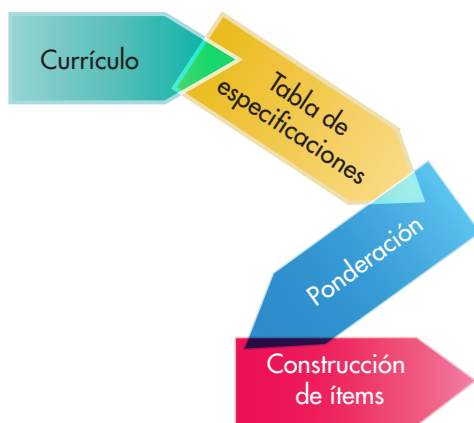 Currículo
Tabla de
especificaciones
Ponderación
Construcción
de ítems